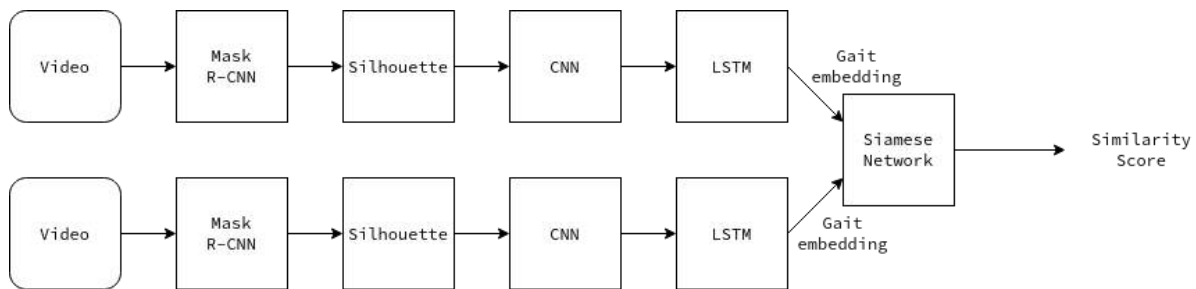 Video
Mask
R-CNN
Silhouette
CNN
LSTM
Gait
embedding
Siamese
Network
Similarity
Score
Video
Mask
R-CNN
Silhouette
CNN
LSTM
Gait
embedding